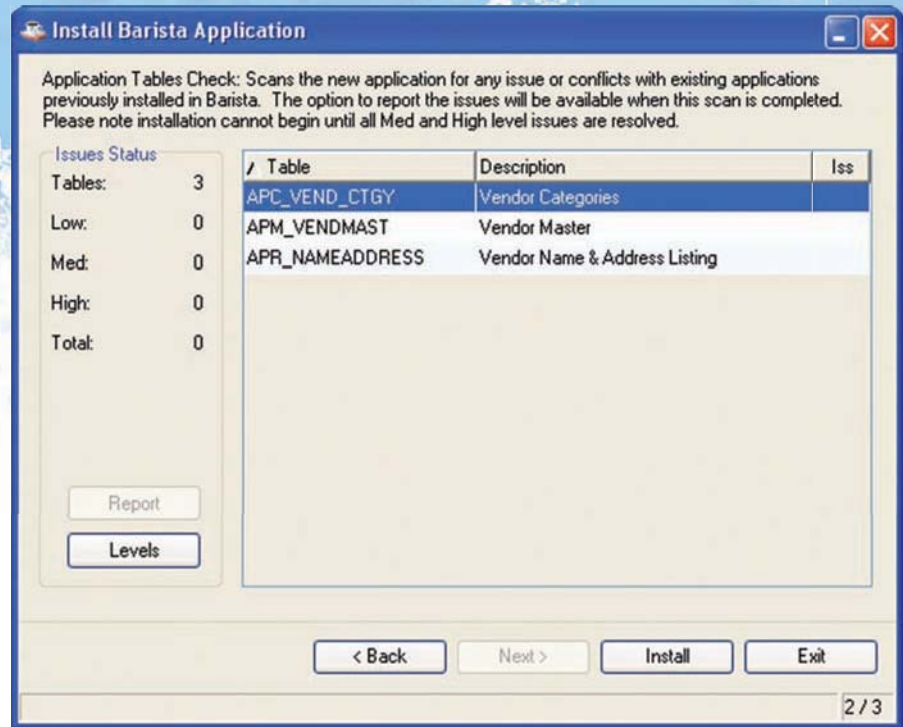 Install Barista Application
Application Tables Check: Scans the new application for any issue or conflicts with existing applications
previously installed in Barista. The option to report the issues will be available when this scan is completed.
Please note installation cannot begin until all Med and High level issues are resolved.
Issues Status
Tables: 3
Low: 0
Med: 0
High: 0
Total: 0
Report
Levels
/ Table Description Iss
APC_VEND_CTGY Vendor Categories
APM_VENDMAST Vendor Master
APR_NAMEADDRESS Vendor Name & Address Listing
< Back Next > Install Exit
2 / 3